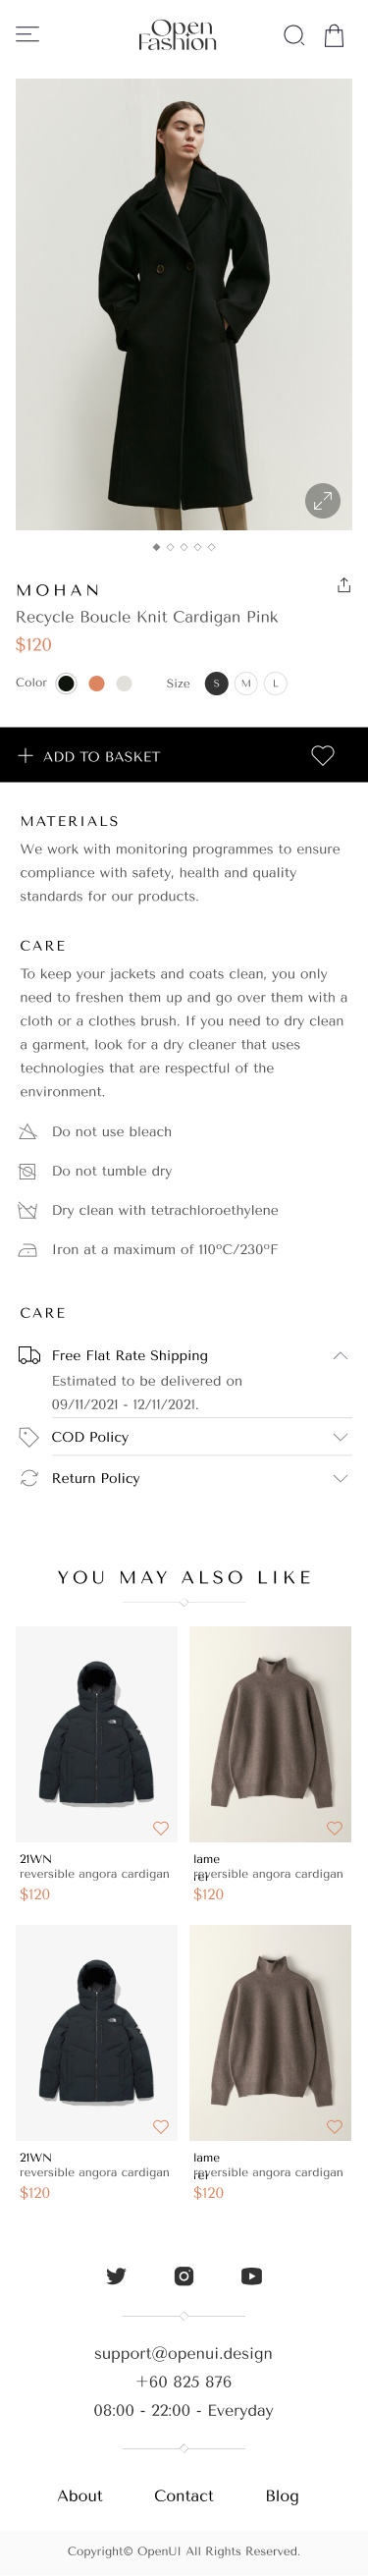 Open
Fashion
MOHAN
Recycle Boucle Knit Cardigan Pink
$120
Color Size S M L
ADD TO BASKET
MATERIALS
We work with monitoring programmes to ensure
compliance with safety, health and quality
standards for our products.
CARE
To keep your jackets and coats clean, you only
need to freshen them up and go over them with a
cloth or a clothes brush. If you need to dry clean
a garment, look for a dry cleaner that uses
technologies that are respectful of the
environment.
Do not use bleach
Do not tumble dry
Dry clean with tetrachloroethylene
Iron at a maximum of 110ºC/230ºF
CARE
Free Flat Rate Shipping
Estimated to be delivered on
09/11/2021 - 12/11/2021.
COD Policy
Return Policy
YOU MAY ALSO LIKE
21WN
reversible angora cardigan
$120
lame
rer
reversible angora cardigan
$120
21WN
reversible angora cardigan
$120
lame
rer
reversible angora cardigan
$120
support@openui.design
+60 825 876
08:00 - 22:00 - Everyday
About Contact Blog
Copyright© OpenUI All Rights Reserved.